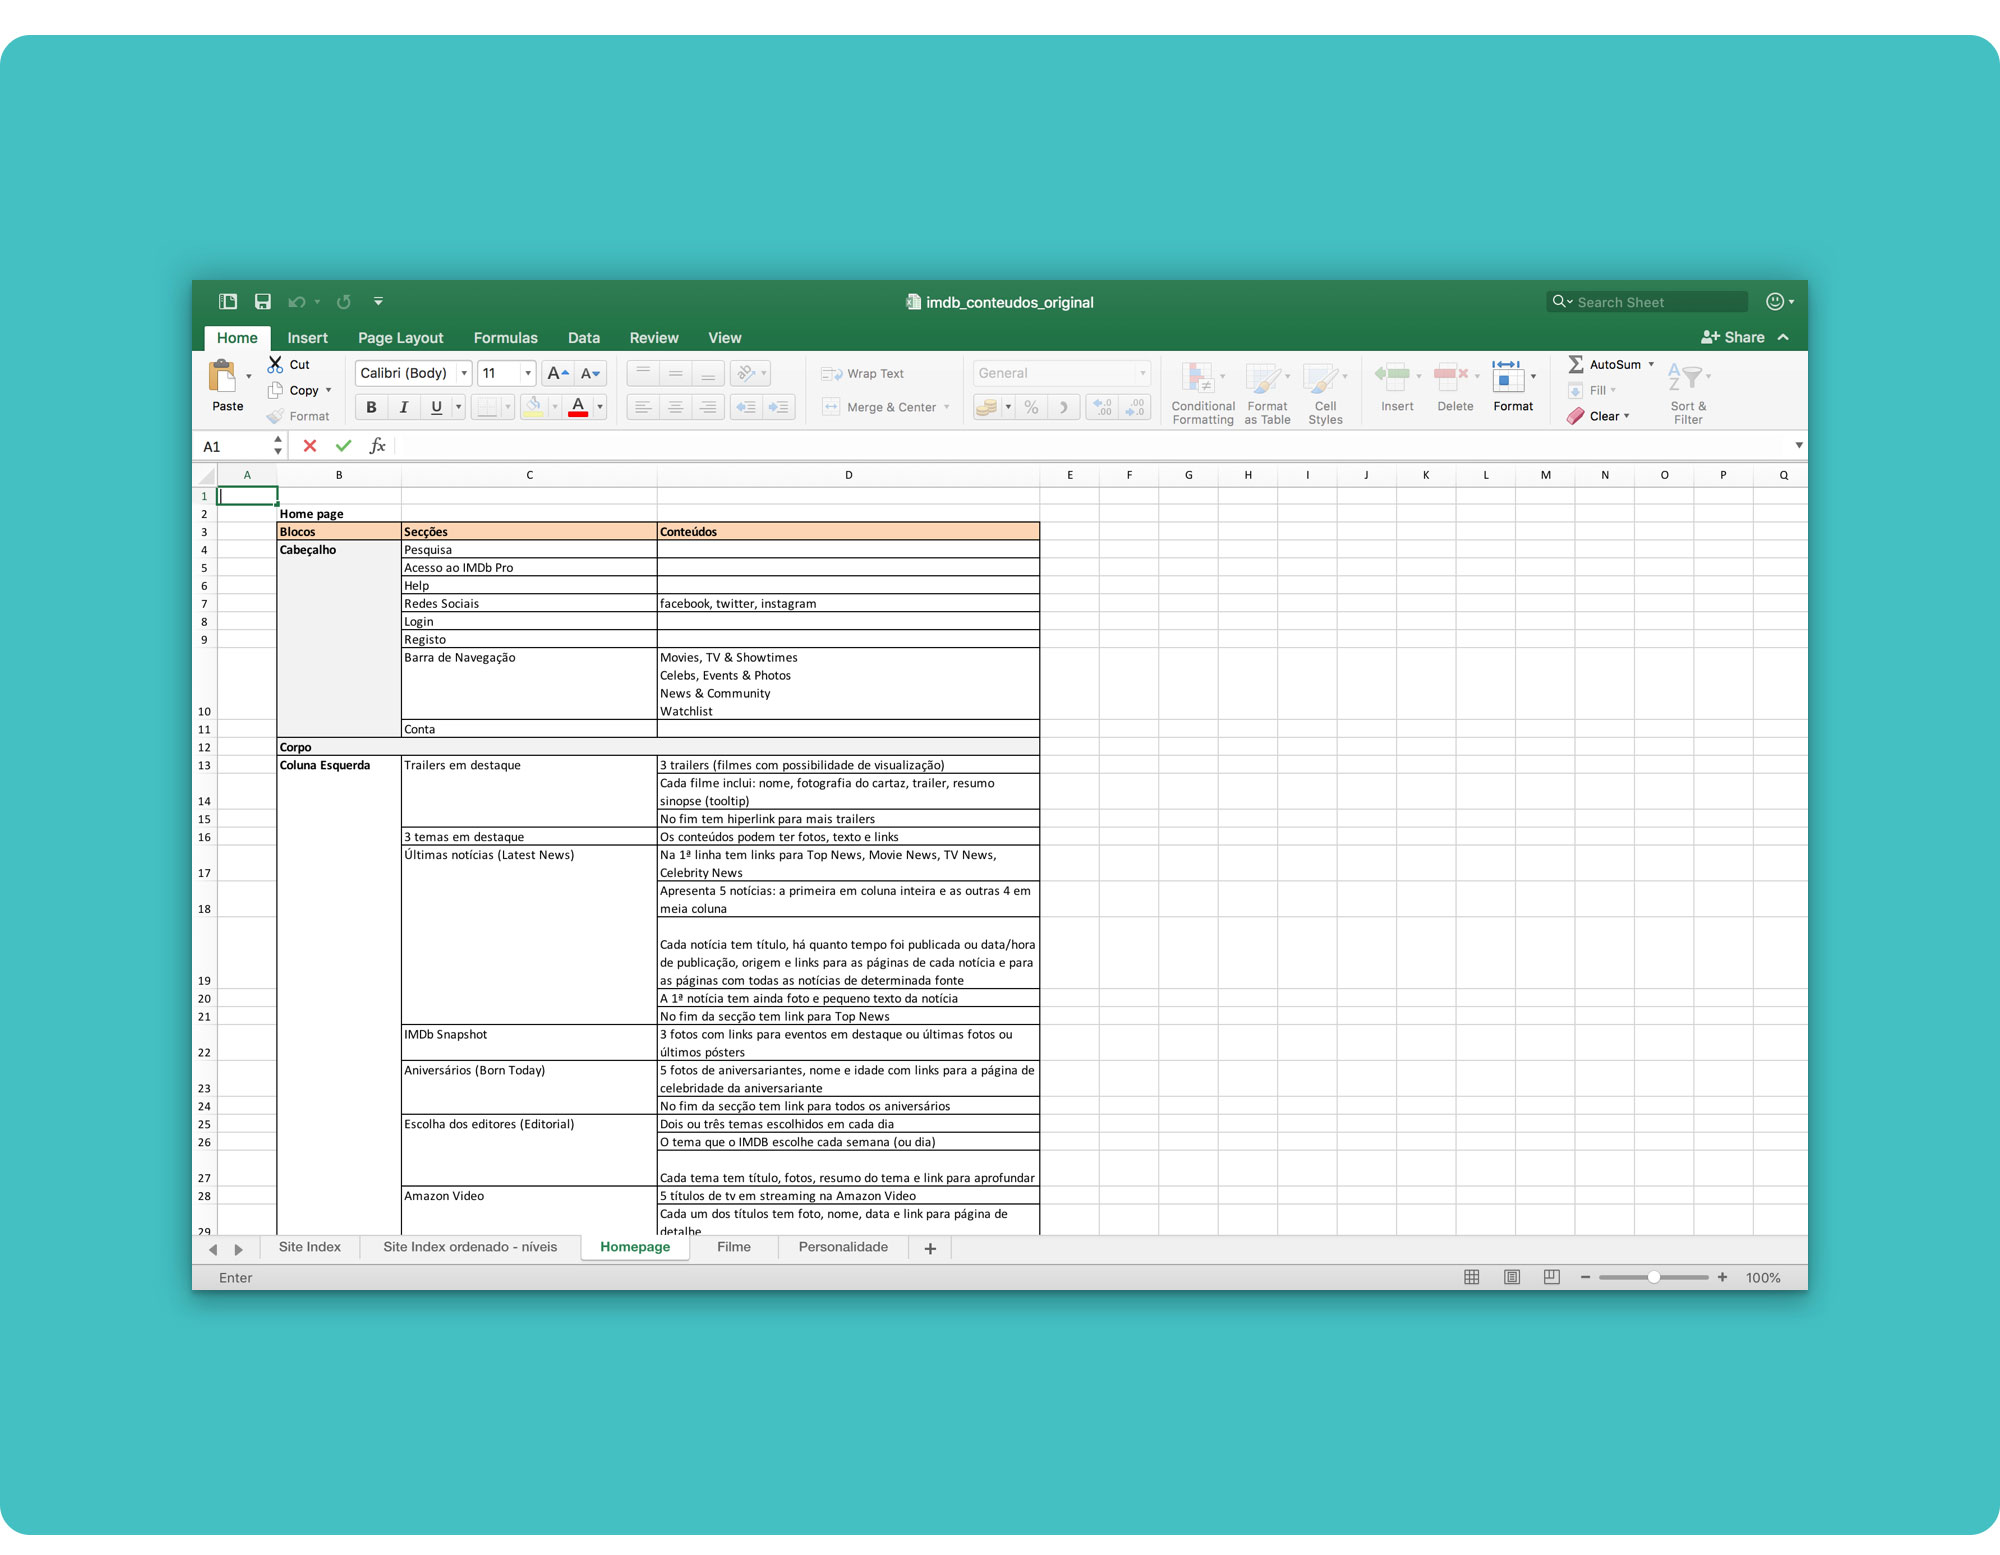 imdb_conteudos_original
Search Sheet
Home Insert Page Layout Formulas Data Review View
Share
Paste
Cut
Copy
Format
Calibri (Body) 11
A A
B I U A
ab
Wrap Text
Merge & Center
General
%
.0 .00
.00 .0
Conditional Formatting
Format as Table
Cell Styles
Insert
Delete
Format
AutoSum
Fill
Clear
A Z
Sort & Filter
A1 fx
A B C D E F G H I J K L M N O P Q
1
2 Home page
3 Blocos Secções Conteúdos
4 Cabeçalho Pesquisa
5 Acesso ao IMDb Pro
6 Help
7 Redes Sociais facebook, twitter, instagram
8 Login
9 Registo
Barra de Navegação Movies, TV & Showtimes
Celebs, Events & Photos
News & Community
10 Watchlist
11 Conta
12 Corpo
13 Coluna Esquerda Trailers em destaque 3 trailers (filmes com possibilidade de visualização)
Cada filme inclui: nome, fotografia do cartaz, trailer, resumo
14 sinopse (tooltip)
15 No fim tem hiperlink para mais trailers
16 3 temas em destaque Os conteúdos podem ter fotos, texto e links
Últimas notícias (Latest News) Na 1ª linha tem links para Top News, Movie News, TV News,
17 Celebrity News
Apresenta 5 notícias: a primeira em coluna inteira e as outras 4 em
18 meia coluna
Cada notícia tem título, há quanto tempo foi publicada ou data/hora
de publicação, origem e links para as páginas de cada notícia e para
19 as páginas com todas as notícias de determinada fonte
20 A 1ª notícia tem ainda foto e pequeno texto da notícia
21 No fim da secção tem link para Top News
IMDb Snapshot 3 fotos com links para eventos em destaque ou últimas fotos ou
22 últimos pósters
Aniversários (Born Today) 5 fotos de aniversariantes, nome e idade com links para a página de
23 celebridade da aniversariante
24 No fim da secção tem link para todos os aniversários
25 Escolha dos editores (Editorial) Dois ou três temas escolhidos em cada dia
26 O tema que o IMDB escolhe cada semana (ou dia)
27 Cada tema tem título, fotos, resumo do tema e link para aprofundar
28 Amazon Video 5 títulos de tv em streaming na Amazon Video
Cada um dos títulos tem foto, nome, data e link para página de
29 detalhe
Site Index Site Index ordenado - níveis Homepage Filme Personalidade +
Enter 100%